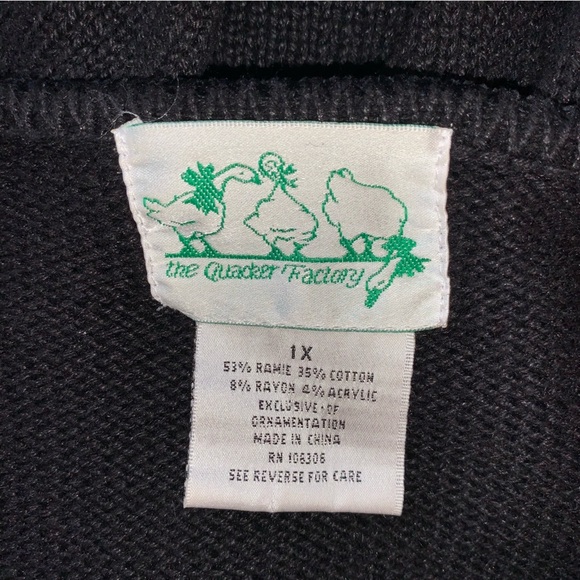 the Quacker Factory
1X
53% RAMIE 35% COTTON
8% RAYON 4% ACRYLIC
EXCLUSIVE OF
ORNAMENTATION
MADE IN CHINA
RN 106306
SEE REVERSE FOR CARE